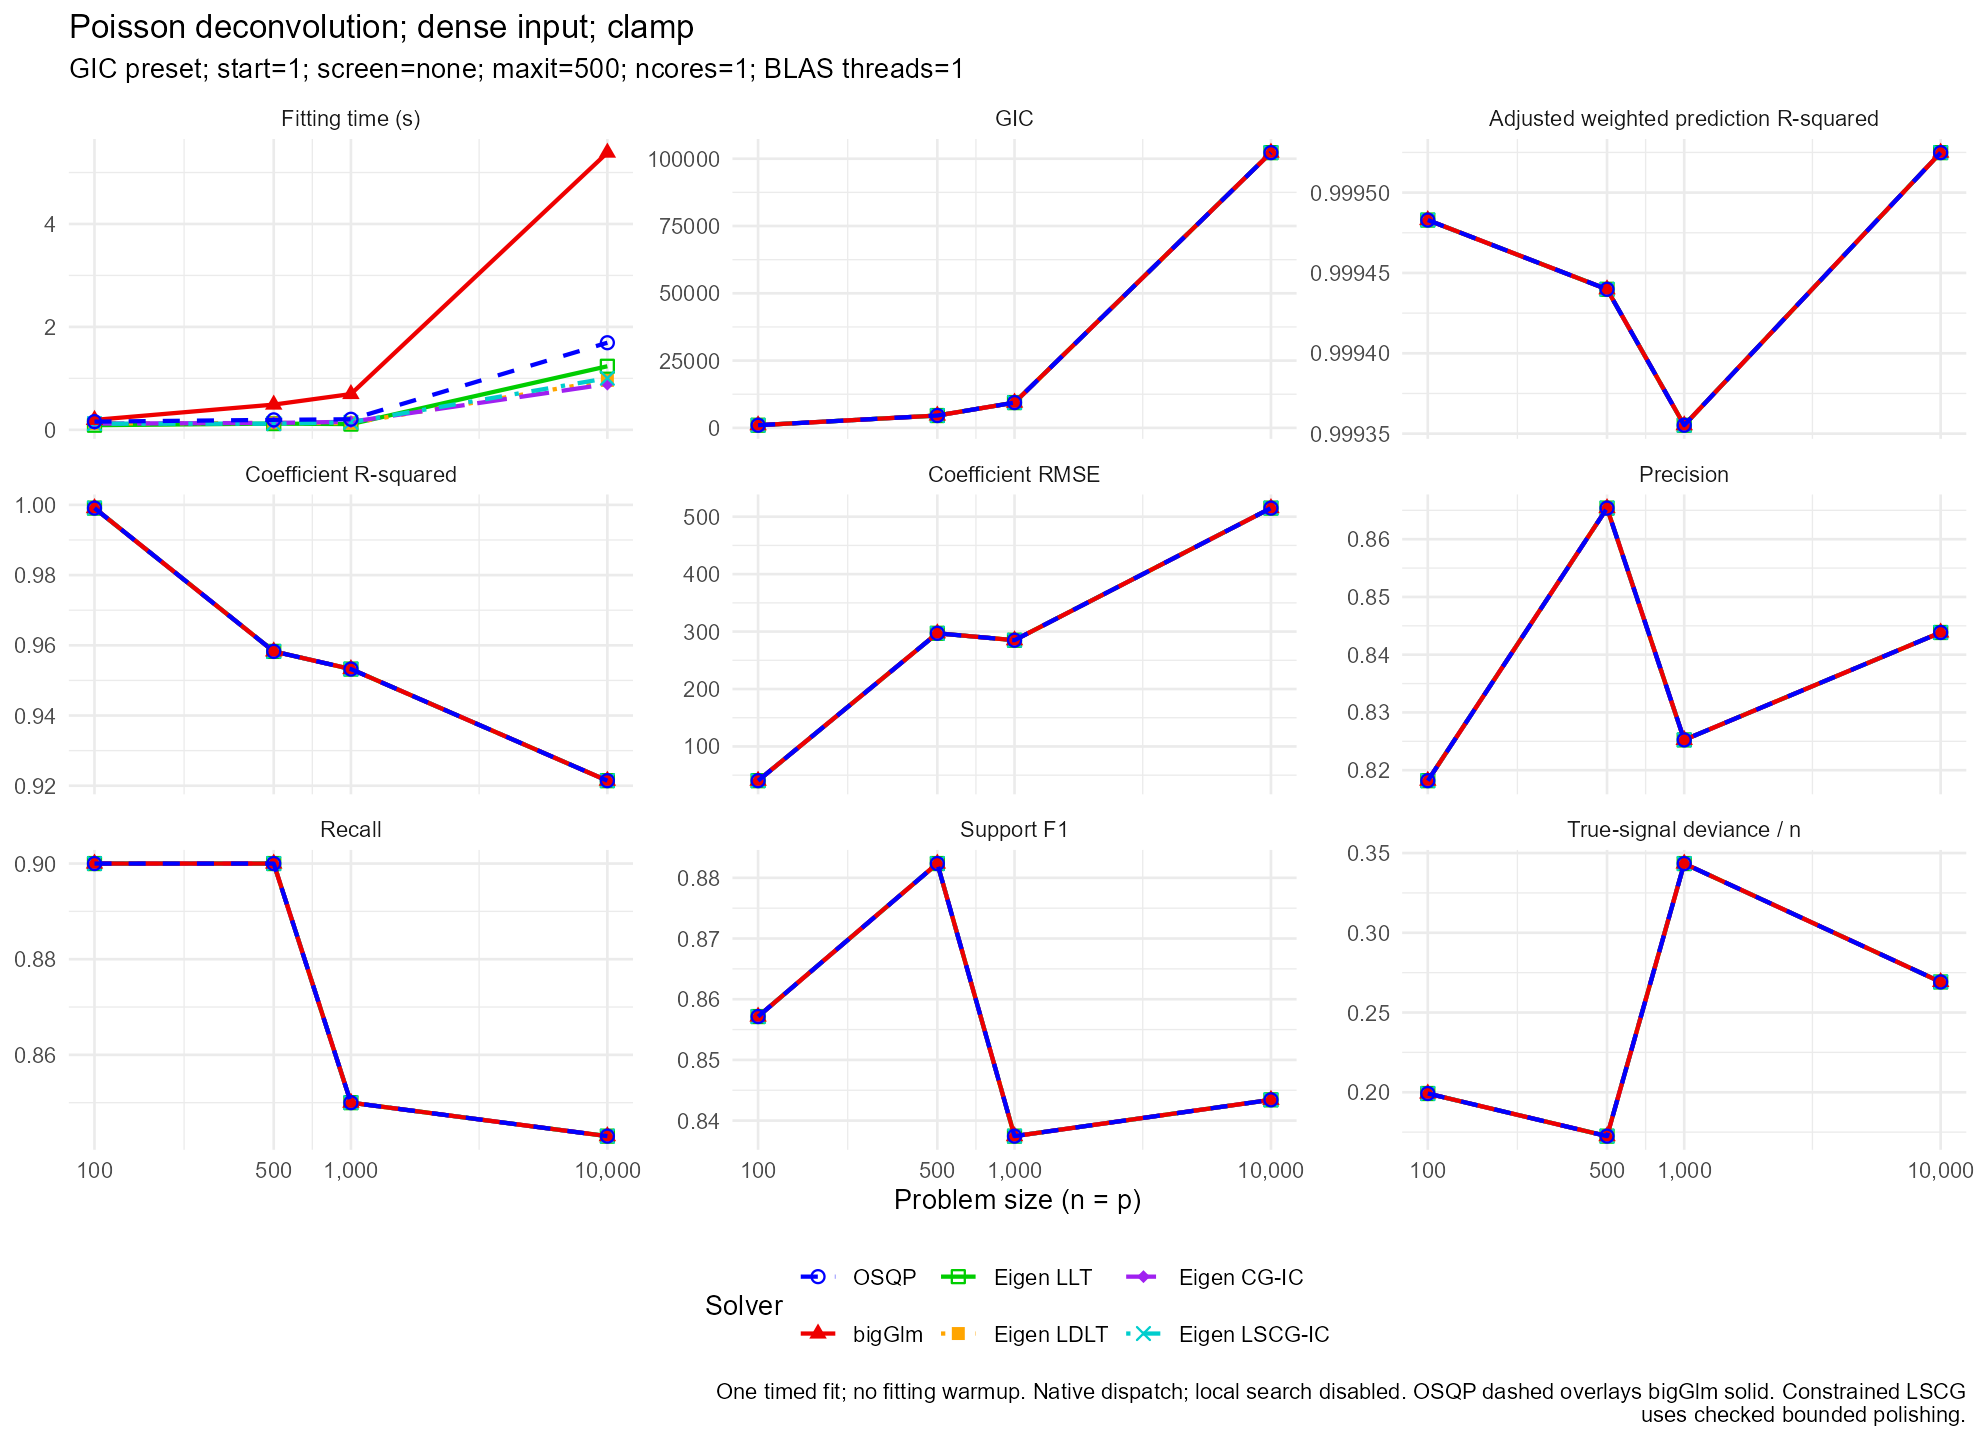 Poisson deconvolution; dense input; clamp
GIC preset; start=1; screen=none; maxit=500; ncores=1; BLAS threads=1
Fitting time (s)
GIC
Adjusted weighted prediction R-squared
4
2
0
100000
75000
50000
25000
0
0.99950
0.99945
0.99940
0.99935
Coefficient R-squared
Coefficient RMSE
Precision
1.00
0.98
0.96
0.94
0.92
500
400
300
200
100
0.86
0.85
0.84
0.83
0.82
Recall
Support F1
True-signal deviance / n
0.90
0.88
0.86
0.88
0.87
0.86
0.85
0.84
0.35
0.30
0.25
0.20
100 500 1,000 10,000
100 500 1,000 10,000
100 500 1,000 10,000
Problem size (n = p)
Solver
OSQP
Eigen LLT
Eigen CG-IC
bigGlm
Eigen LDLT
Eigen LSCG-IC
One timed fit; no fitting warmup. Native dispatch; local search disabled. OSQP dashed overlays bigGlm solid. Constrained LSCG
uses checked bounded polishing.